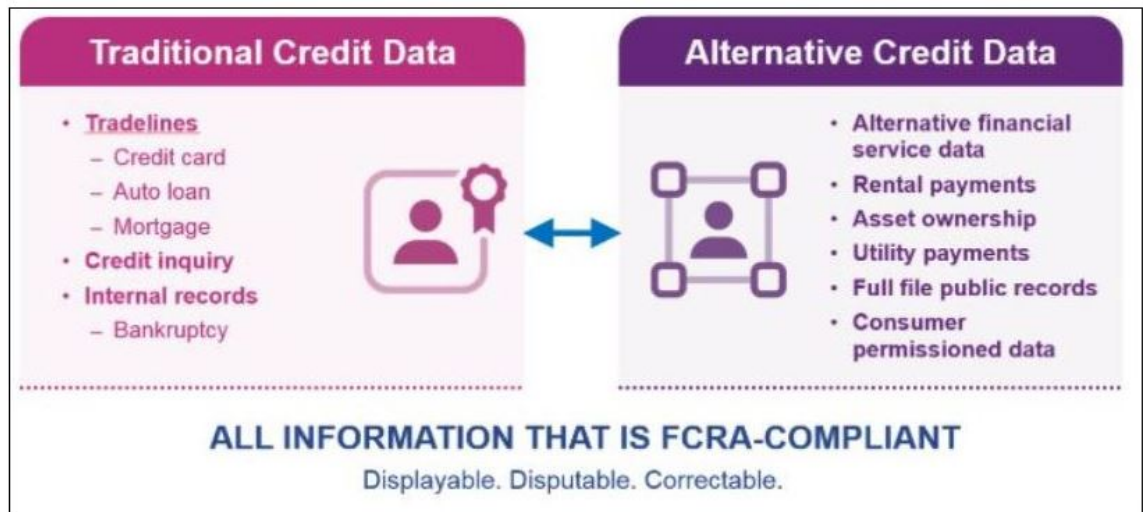 Traditional Credit Data
• Tradelines
– Credit card
– Auto loan
– Mortgage
• Credit inquiry
• Internal records
– Bankruptcy
Alternative Credit Data
• Alternative financial
service data
• Rental payments
• Asset ownership
• Utility payments
• Full file public records
• Consumer
permissioned data
ALL INFORMATION THAT IS FCRA-COMPLIANT
Displayable. Disputable. Correctable.